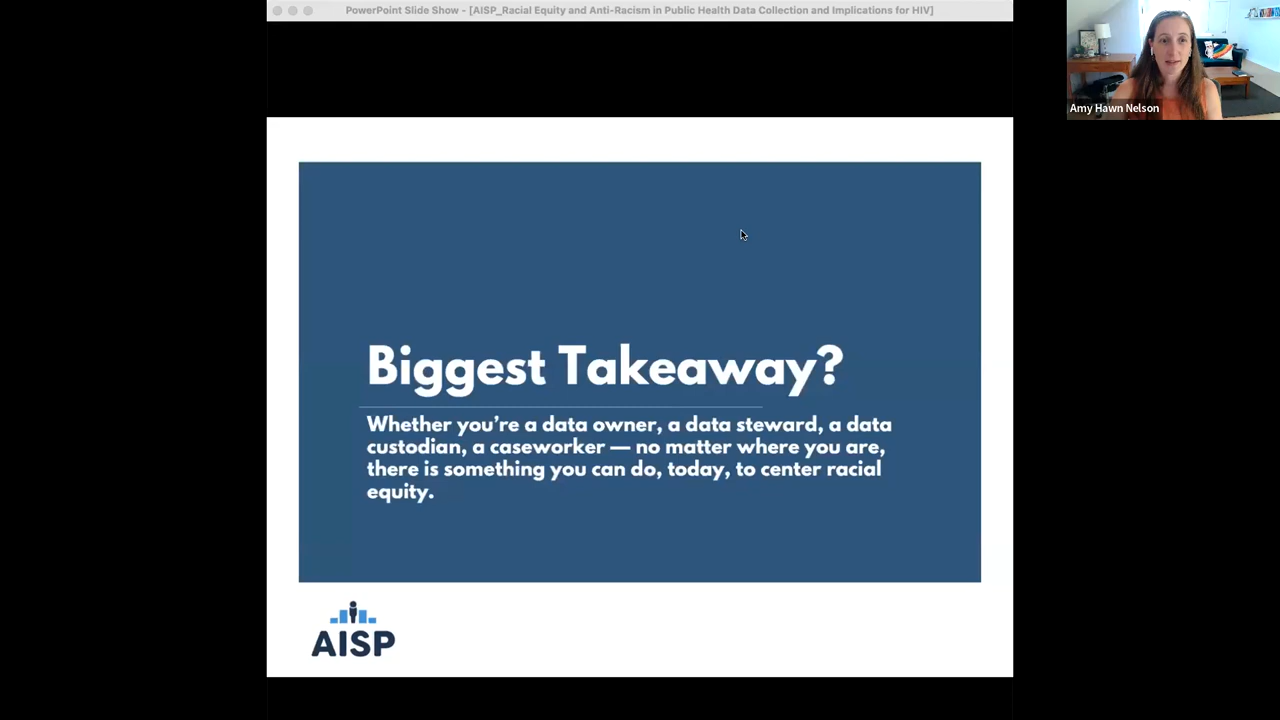 PowerPoint Slide Show - [AISP_Racial Equity and Anti-Racism in Public Health Data Collection and Implications for HIV]
Amy Hawn Nelson
Biggest Takeaway?
Whether you’re a data owner, a data steward, a data
custodian, a caseworker — no matter where you are,
there is something you can do, today, to center racial
equity.
AISP